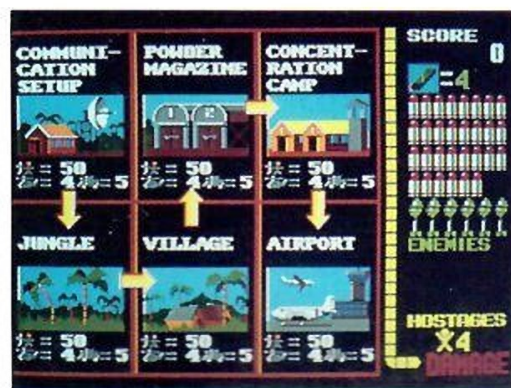 COMMUNI-
CATION
SETUP
POWDER
MAGAZINE
CONCENT-
RATION
CAMP
= 50
= 4 = 5
= 50
= 4 = 5
= 50
= 4 = 5
JUNGLE
VILLAGE
AIRPORT
= 50
= 4 = 5
= 50
= 4 = 5
= 50
= 4 = 5
SCORE
0
=4
ENEMIES
HOSTAGES
4
DAMAGE